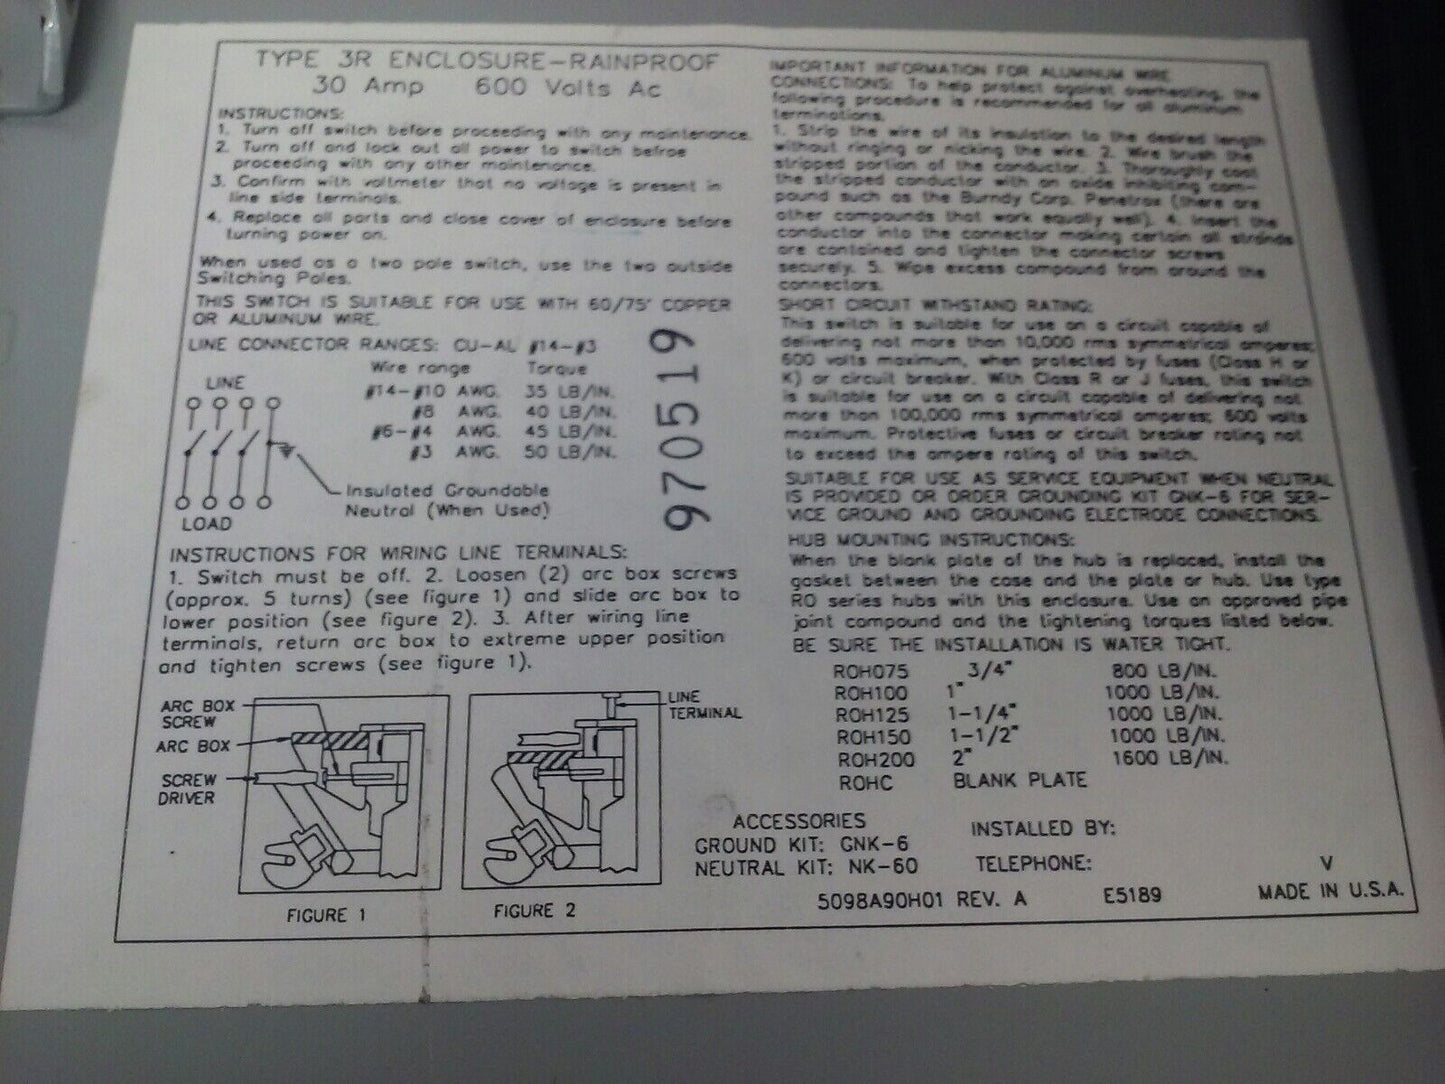 TYPE 3R ENCLOSURE-RAINPROOF
30 Amp 600 Volts Ac
INSTRUCTIONS:
1. Turn off switch before proceeding with any maintenance.
2. Turn off and lock out all power to switch befroe
proceeding with any other maintenance.
3. Confirm with voltmeter that no voltage is present in
line side terminals.
4. Replace all parts and close cover of enclosure before
turning power on.
When used as a two pole switch, use the two outside
Switching Poles.
THIS SWITCH IS SUITABLE FOR USE WITH 60/75° COPPER
OR ALUMINUM WIRE.
LINE CONNECTOR RANGES: CU-AL #14-#3
Wire range Torque
#14-#10 AWG. 35 LB/IN.
#8 AWG. 40 LB/IN.
#6-#4 AWG. 45 LB/IN.
#3 AWG. 50 LB/IN.
LINE
Insulated Groundable
Neutral (When Used)
LOAD
970519
INSTRUCTIONS FOR WIRING LINE TERMINALS:
1. Switch must be off. 2. Loosen (2) arc box screws
(approx. 5 turns) (see figure 1) and slide arc box to
lower position (see figure 2). 3. After wiring line
terminals, return arc box to extreme upper position
and tighten screws (see figure 1).
ARC BOX
SCREW
ARC BOX
SCREW
DRIVER
LINE
TERMINAL
FIGURE 1
FIGURE 2
IMPORTANT INFORMATION FOR ALUMINUM WIRE
CONNECTIONS: To help protect against overheating, the
following procedure is recommended for all aluminum
terminations.
1. Strip the wire of its insulation to the desired length
without ringing or nicking the wire. 2. Wire brush the
stripped portion of the conductor. 3. Thoroughly coat
the stripped conductor with an oxide inhibiting com-
pound such as the Burndy Corp. Penetrox (there are
other compounds that work equally well). 4. Insert the
conductor into the connector making certain all strands
are contained and tighten the connector screws
securely. 5. Wipe excess compound from around the
connectors.
SHORT CIRCUIT WITHSTAND RATING:
This switch is suitable for use on a circuit capable of
delivering not more than 10,000 rms symmetrical amperes;
600 volts maximum, when protected by fuses (Class H or
K) or circuit breaker. With Class R or J fuses, this switch
is suitable for use on a circuit capable of delivering not
more than 100,000 rms symmetrical amperes; 600 volts
maximum. Protective fuses or circuit breaker rating not
to exceed the ampere rating of this switch.
SUITABLE FOR USE AS SERVICE EQUIPMENT WHEN NEUTRAL
IS PROVIDED OR ORDER GROUNDING KIT GNK-6 FOR SER-
VICE GROUND AND GROUNDING ELECTRODE CONNECTIONS.
HUB MOUNTING INSTRUCTIONS:
When the blank plate of the hub is replaced, install the
gasket between the case and the plate or hub. Use type
RO series hubs with this enclosure. Use an approved pipe
joint compound and the tightening torques listed below.
BE SURE THE INSTALLATION IS WATER TIGHT.
ROH075 3/4" 800 LB/IN.
ROH100 1" 1000 LB/IN.
ROH125 1-1/4" 1000 LB/IN.
ROH150 1-1/2" 1000 LB/IN.
ROH200 2" 1600 LB/IN.
ROHC BLANK PLATE
ACCESSORIES
GROUND KIT: GNK-6
NEUTRAL KIT: NK-60
INSTALLED BY:
TELEPHONE:
5098A90H01 REV. A E5189
V
MADE IN U.S.A.